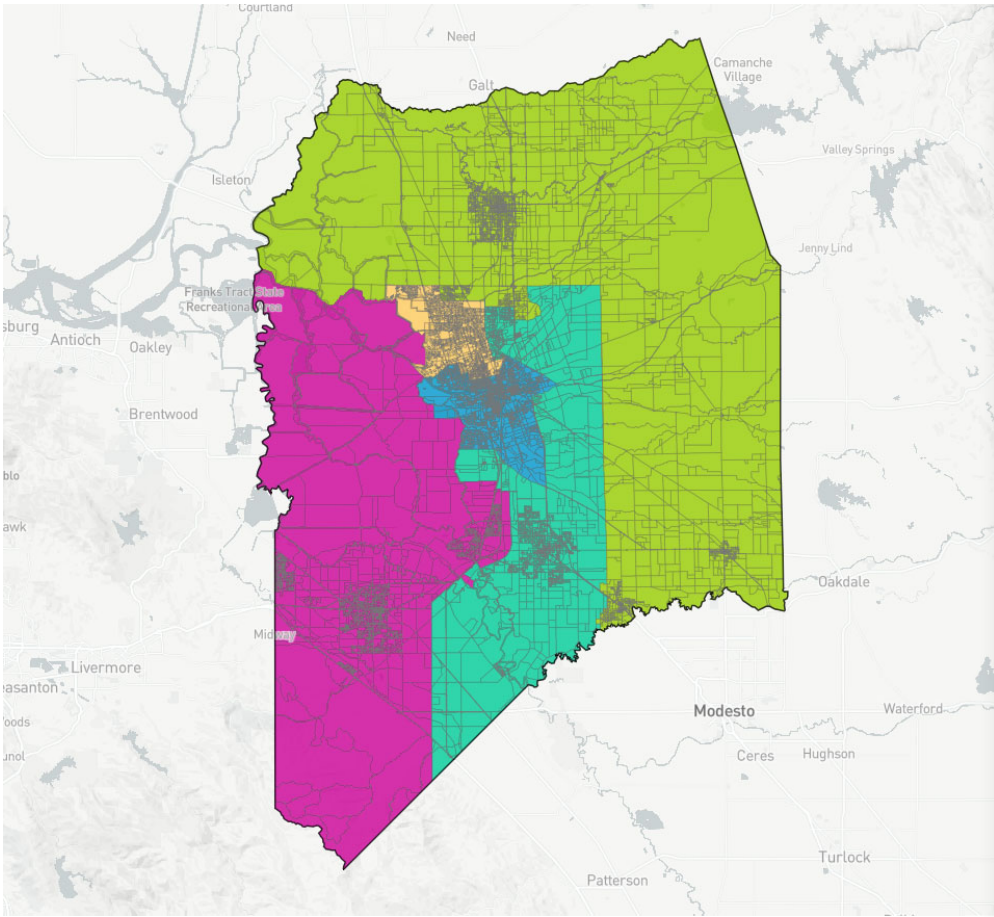 Courtland
Need
Camanche
Village
Galt
Valley Springs
Isleton
Jenny Lind
Franks Tract State
Recreational Area
sburg
Antioch
Oakley
Brentwood
blo
awk
Oakdale
Midway
Livermore
easanton
Modesto
Waterford
oods
Ceres
Hughson
unol
Turlock
Patterson